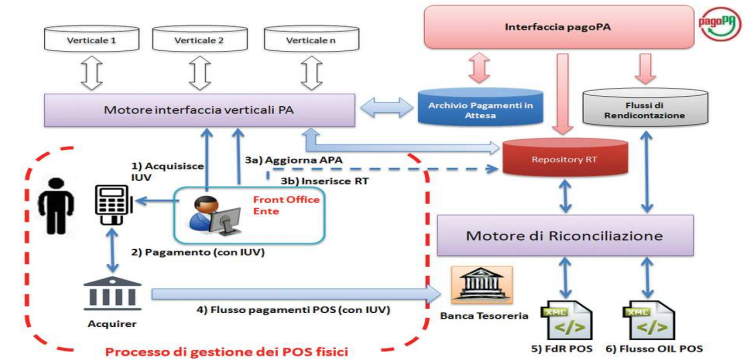 Interfaccia pagoPA
pagoPA
Verticale 1
Verticale 2
Verticale n
Motore interfaccia verticali PA
Archivio Pagamenti in
Attesa
Flussi di
Rendicontazione
Repository RT
1) Acquisisce
IUV
3a) Aggiorna APA
3b) Inserisce RT
Front Office
Ente
2) Pagamento (con IUV)
Motore di Riconciliazione
Acquirer
4) Flusso pagamenti POS (con IUV)
Banca Tesoreria
XML
</>
XML
</>
5) FdR POS
6) Flusso OIL POS
Processo di gestione dei POS fisici